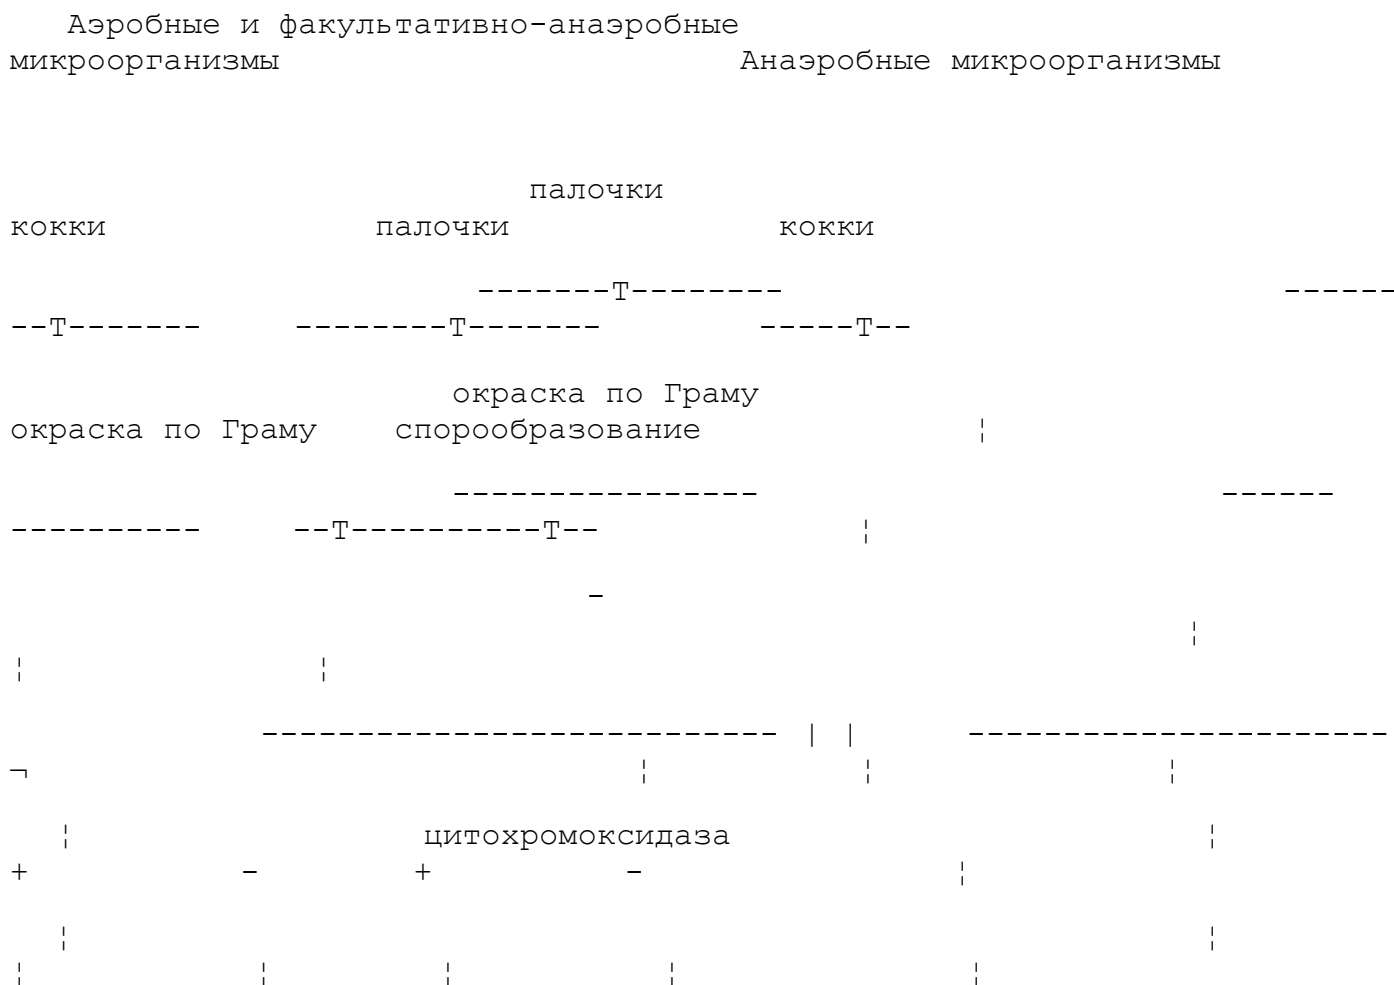 Аэробные и факультативно-анаэробные
микроорганизмы Анаэробные микроорганизмы
палочки
кокки палочки кокки
-------T-------- ------
--T------- --------T------- -----T--
окраска по Граму
окраска по Граму спорообразование ¦
---------------- ------
---------- --T----------T-- ¦
-
¦
¦ ¦
--------------------------- | | ----------------------
¬ ¦ ¦ ¦
¦ цитохромоксидаза ¦
+ - + - ¦
¦ ¦
¦ ¦ ¦ ¦ ¦